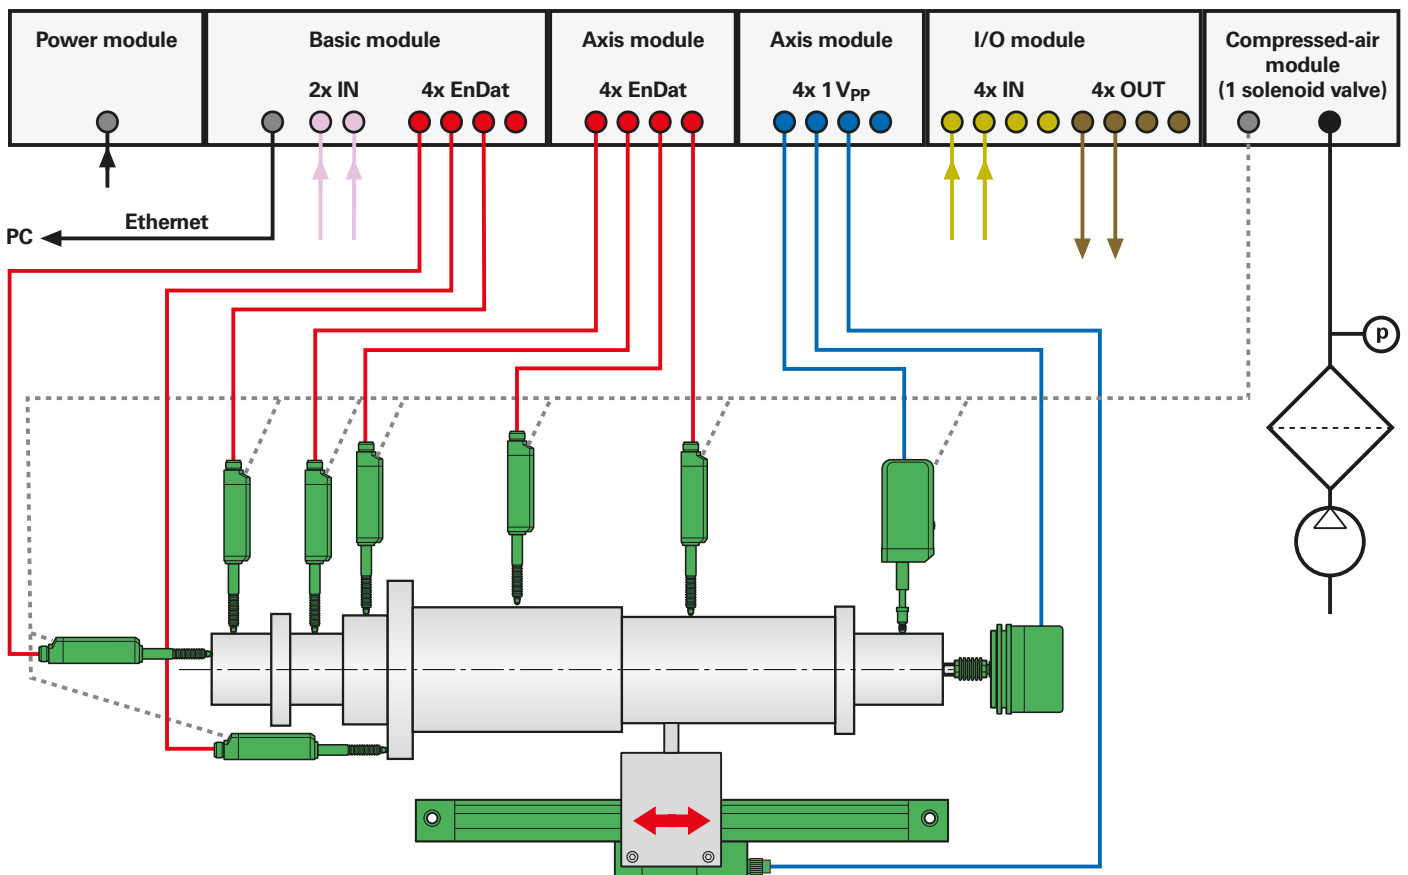 Power module
Basic module
Axis module
Axis module
I/O module
Compressed-air
module
(1 solenoid valve)
2x IN
4x EnDat
4x EnDat
4x 1 VPP
4x IN
4x OUT
Ethernet
PC
p